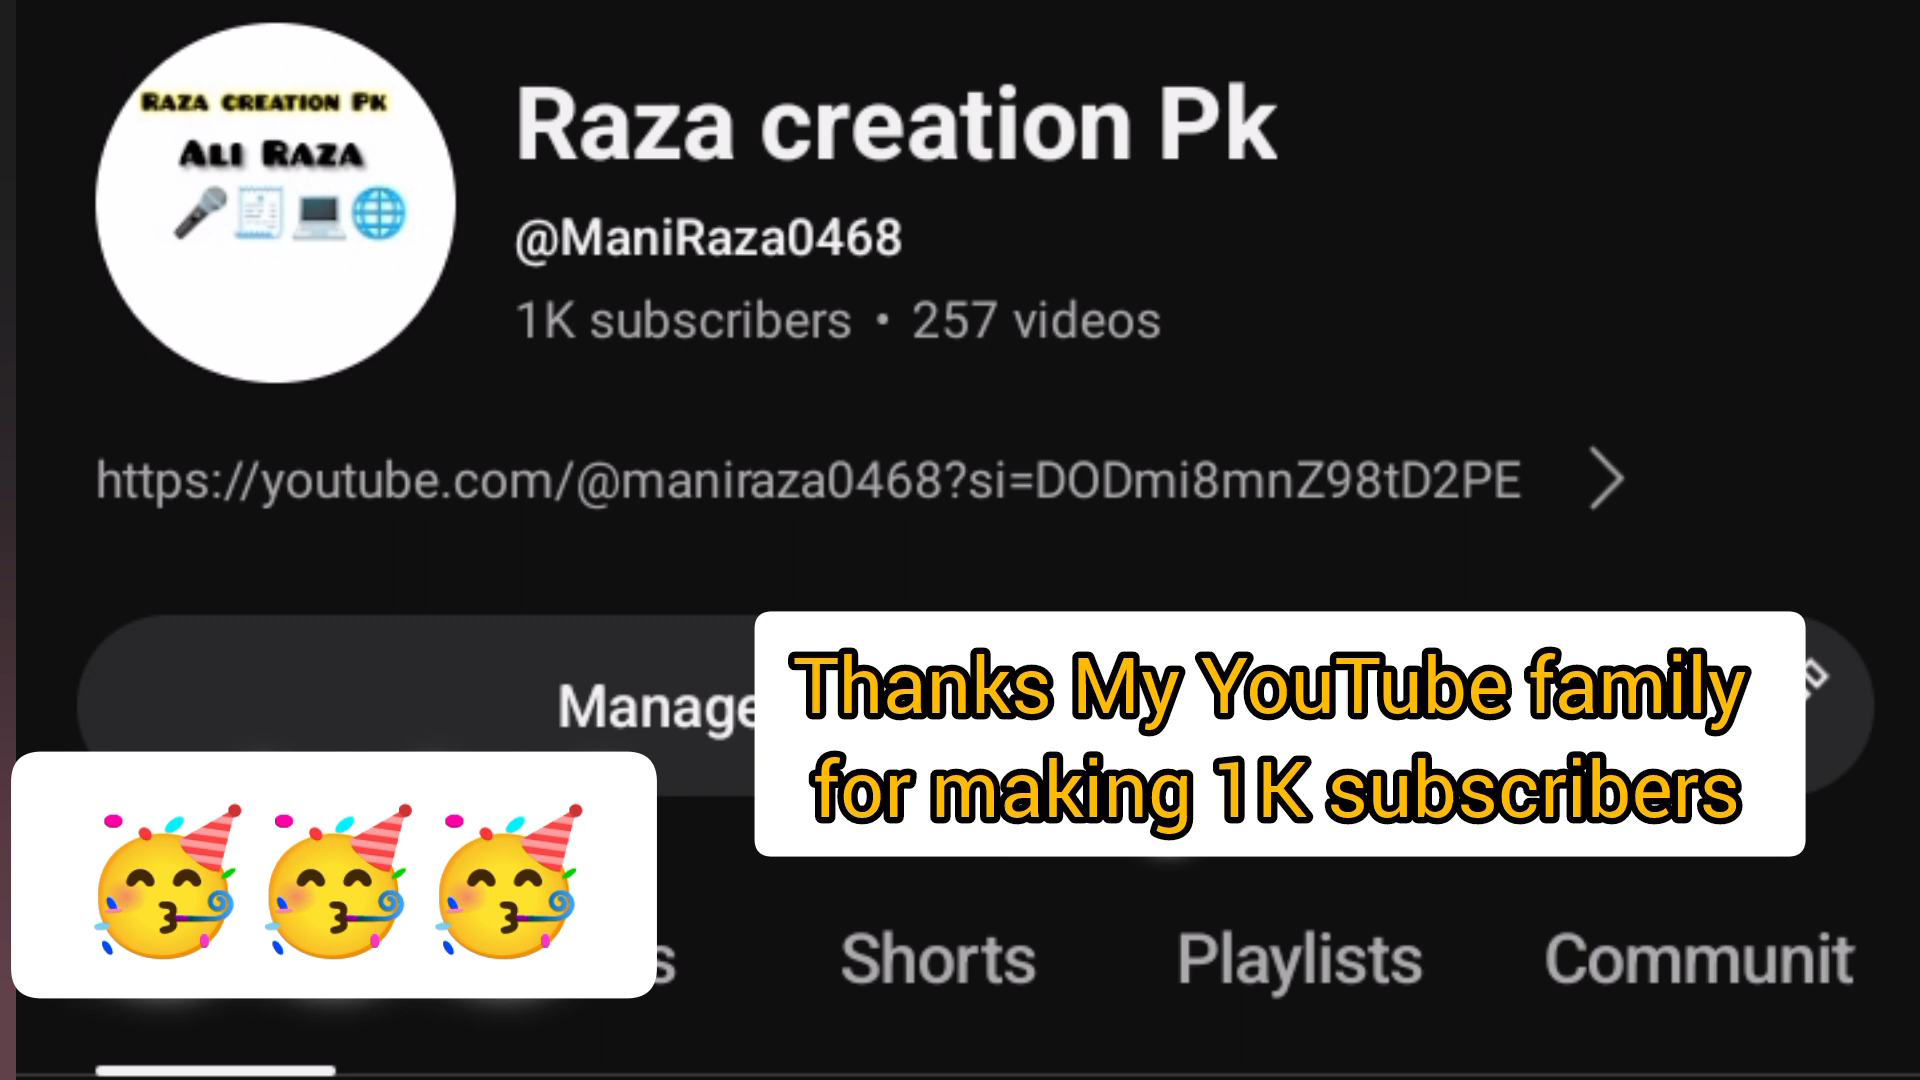 Raza creation Pk
Ali Raza
Raza creation Pk
@ManiRaza0468
1K subscribers • 257 videos
https://youtube.com/@maniraza0468?si=DODmi8mnZ98tD2PE
Manage
Thanks My YouTube family
for making 1K subscribers
s Shorts Playlists Communit